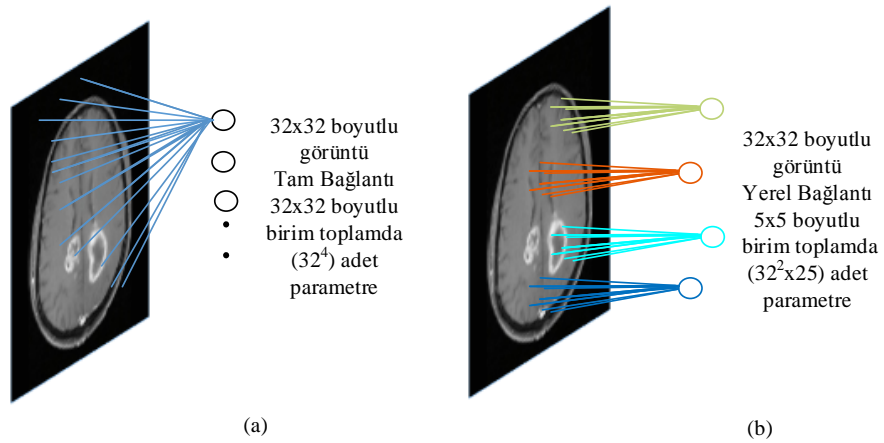 32x32 boyutlu
görüntü
Tam Bağlantı
32x32 boyutlu
birim toplamda
(32⁴) adet
parametre
(a)
32x32 boyutlu
görüntü
Yerel Bağlantı
5x5 boyutlu
birim toplamda
(32²x25) adet
parametre
(b)